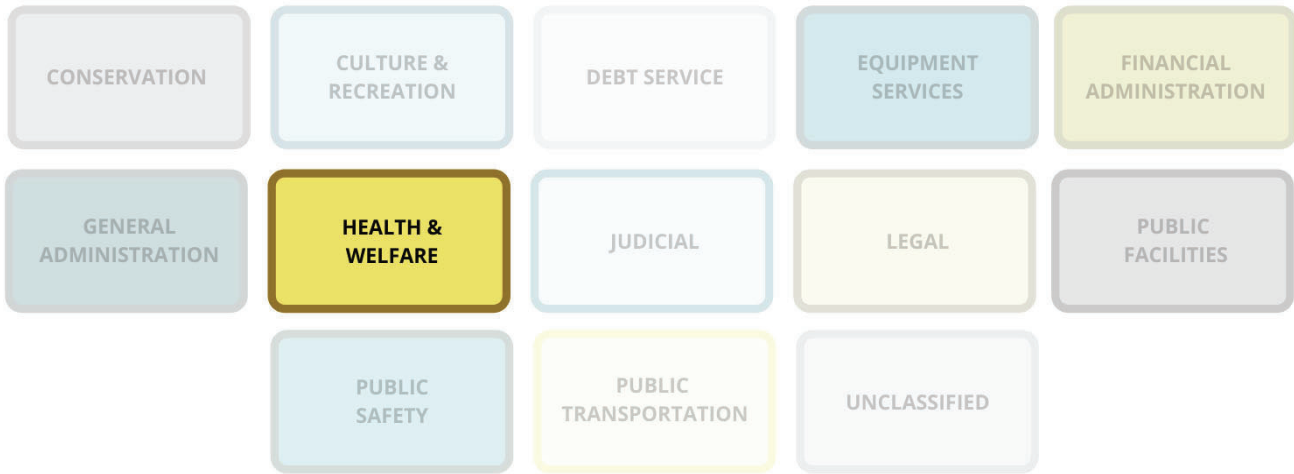 CONSERVATION
CULTURE &
RECREATION
DEBT SERVICE
EQUIPMENT
SERVICES
FINANCIAL
ADMINISTRATION
GENERAL
ADMINISTRATION
HEALTH &
WELFARE
JUDICIAL
LEGAL
PUBLIC
FACILITIES
PUBLIC
SAFETY
PUBLIC
TRANSPORTATION
UNCLASSIFIED